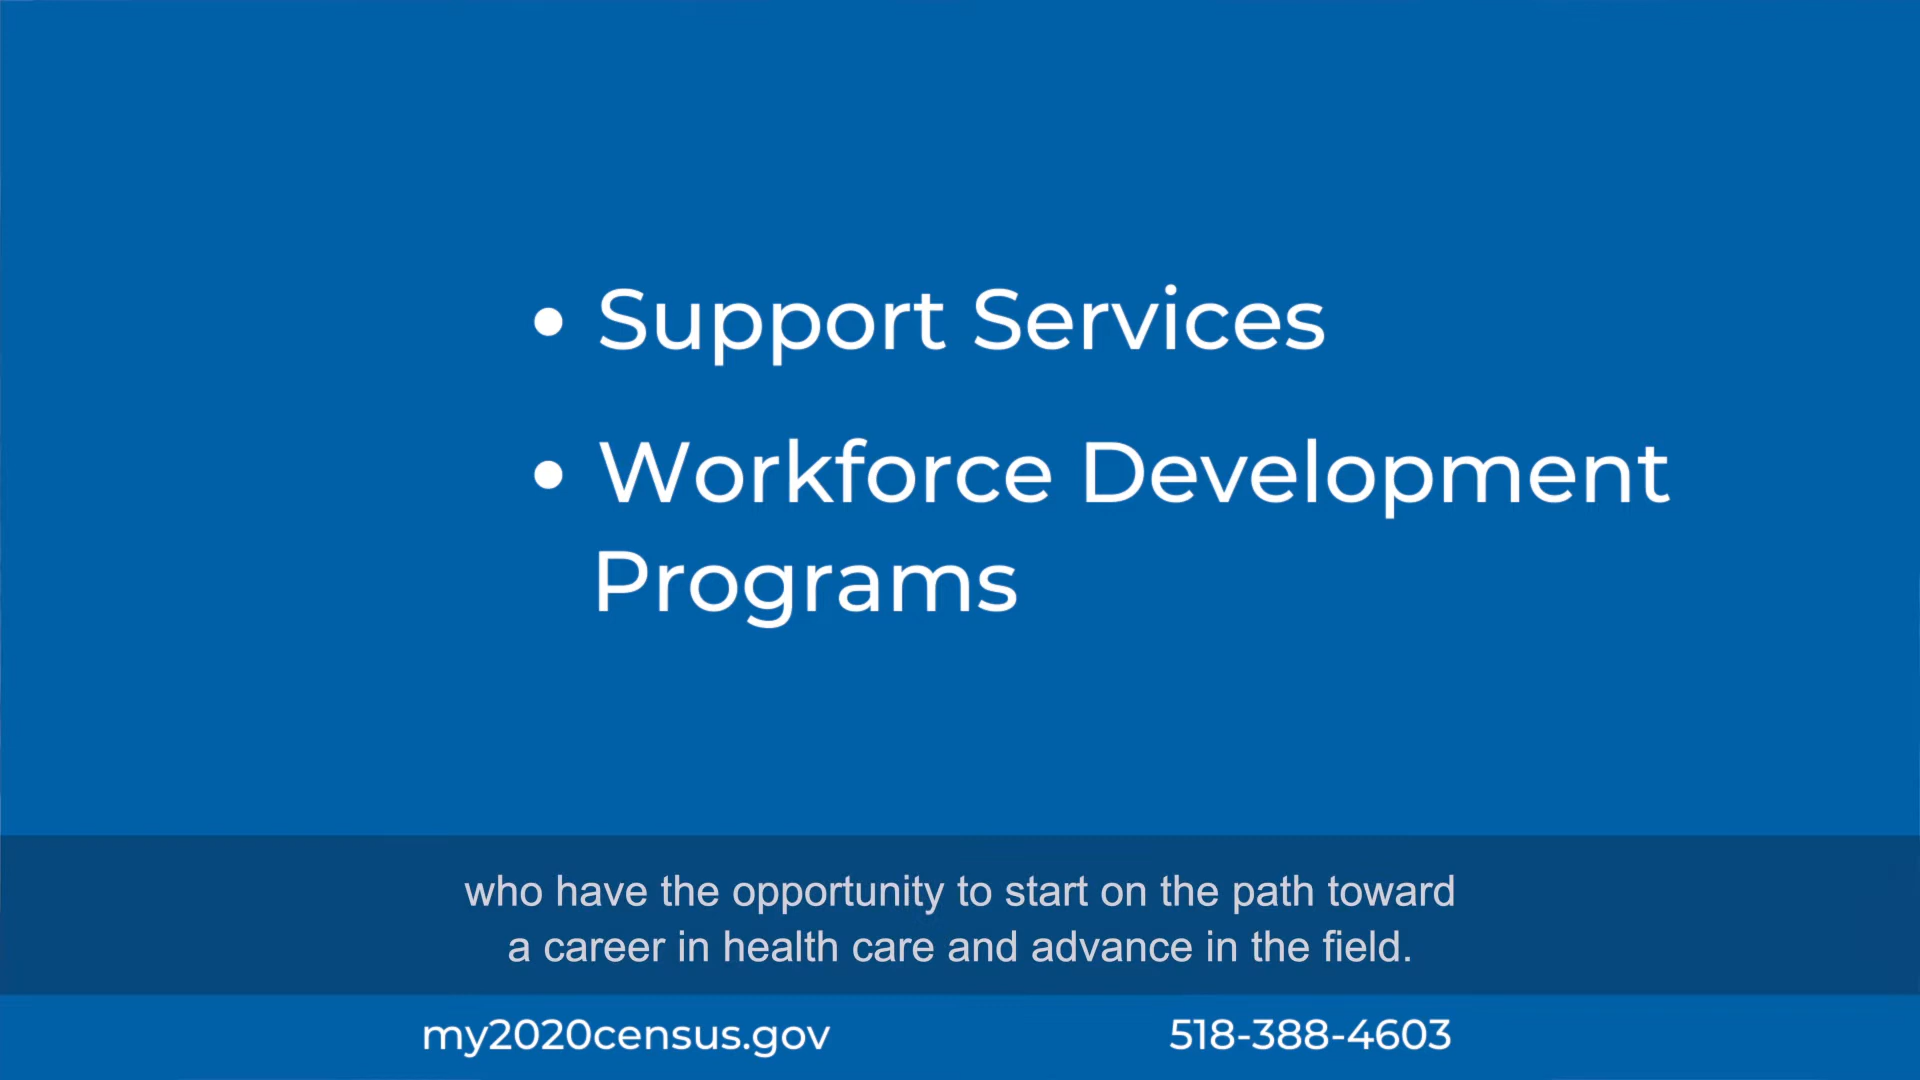 • Support Services
• Workforce Development
Programs
who have the opportunity to start on the path toward
a career in health care and advance in the field.
my2020census.gov
518-388-4603